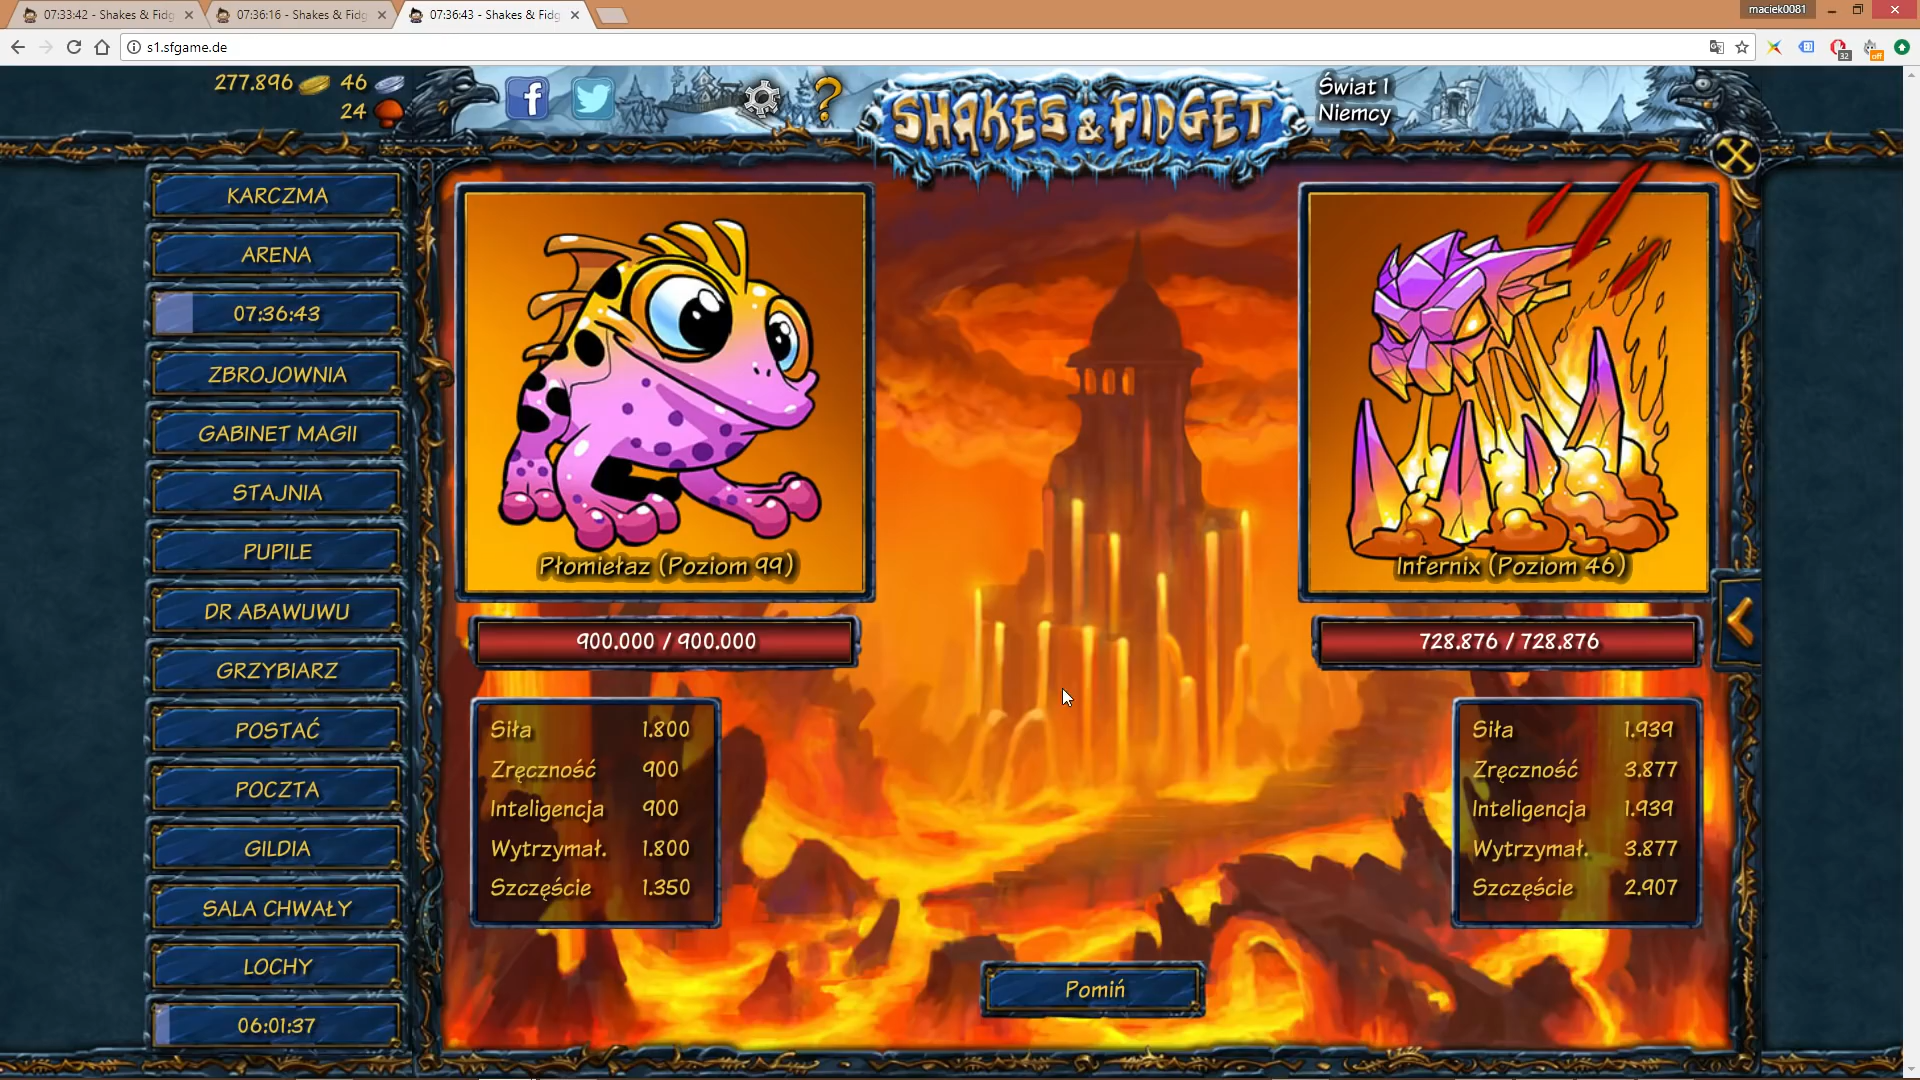 07:33:42 - Shakes & Fidg
07:36:16 - Shakes & Fidg
07:36:43 - Shakes & Fidg
maciek0081
s1.sfgame.de
32
off
277.896
46
24
f
?
SHAKES & FIDGET
Świat 1
Niemcy
KARCZMA
ARENA
07:36:43
ZBROJOWNIA
GABINET MAGII
STAJNIA
PUPILE
DR ABAWUWU
GRZYBIARZ
POSTAĆ
POCZTA
GILDIA
SALA CHWAŁY
LOCHY
06:01:37
Płomiełaz (Poziom 99)
900.000 / 900.000
Siła 1.800
Zręczność 900
Inteligencja 900
Wytrzymał. 1.800
Szczęście 1.350
Infernix (Poziom 46)
728.876 / 728.876
Siła 1.939
Zręczność 3.877
Inteligencja 1.939
Wytrzymał. 3.877
Szczęście 2.907
Pomiń